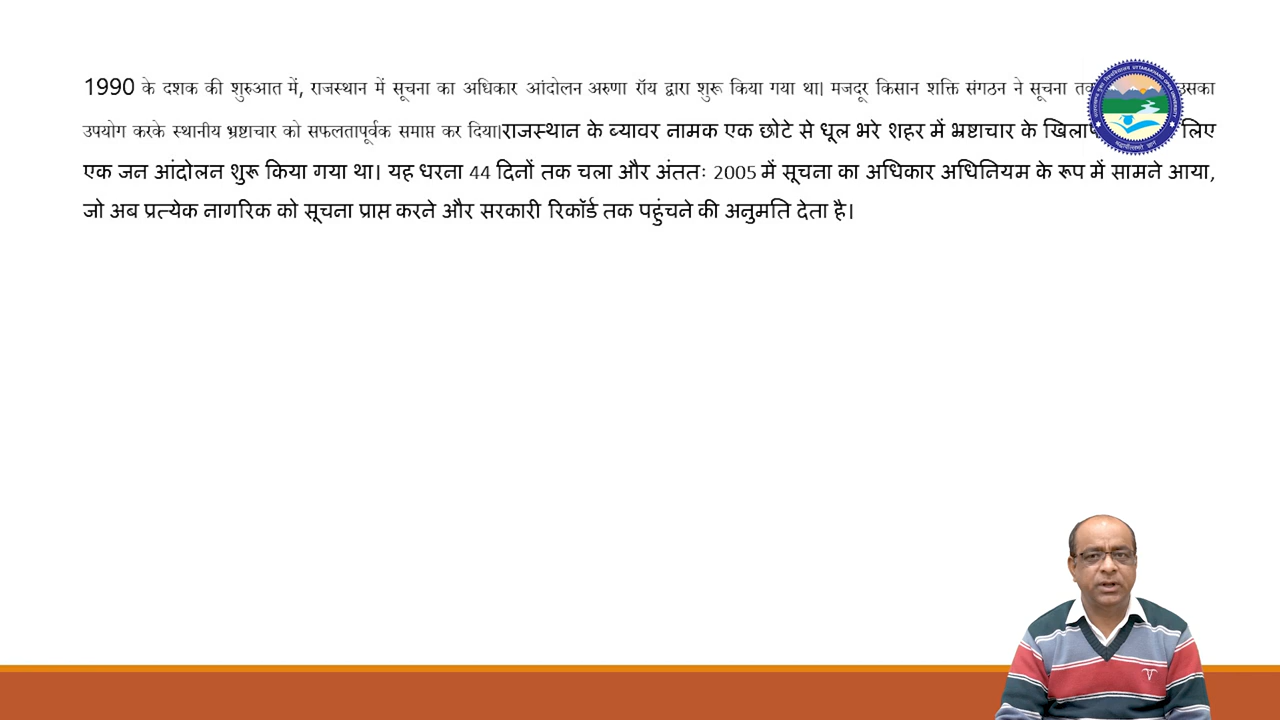 1990 के दशक की शुरुआत में, राजस्थान में सूचना का अधिकार आंदोलन अरुणा रॉय द्वारा शुरू किया गया था। मजदूर किसान शक्ति संगठन ने सूचना उसका
उपयोग करके स्थानीय भ्रष्टाचार को सफलतापूर्वक समाप्त कर दिया।राजस्थान के ब्यावर नामक एक छोटे से धूल भरे शहर में भ्रष्टाचार के लिए
एक जन आंदोलन शुरू किया गया था। यह धरना 44 दिनों तक चला और अंततः 2005 में सूचना का अधिकार अधिनियम के रूप में सामने आया,
जो अब प्रत्येक नागरिक को सूचना प्राप्त करने और सरकारी रिकॉर्ड तक पहुंचने की अनुमति देता है।